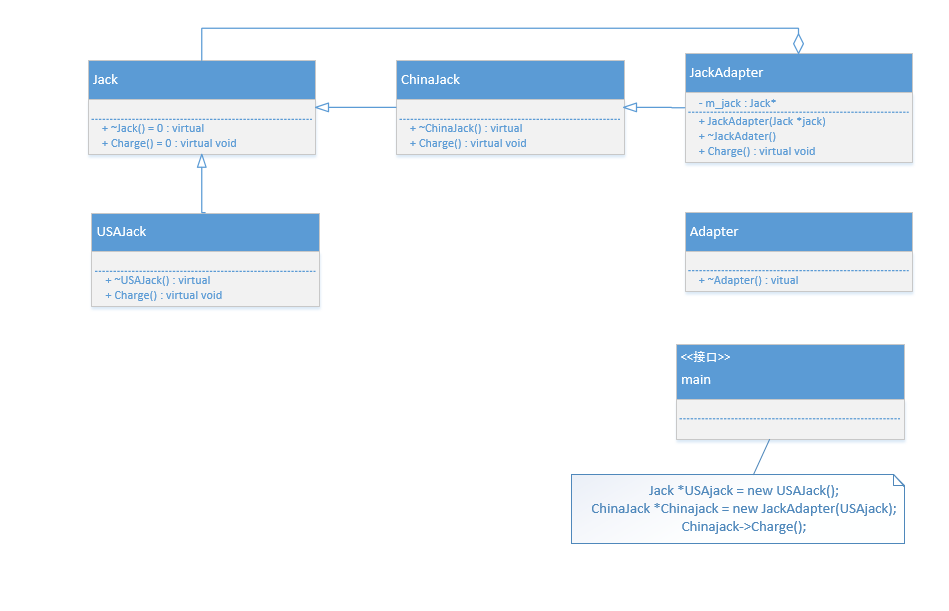 Jack
+ ~Jack() = 0 : virtual
+ Charge() = 0 : virtual void
ChinaJack
+ ~ChinaJack() : virtual
+ Charge() : virtual void
JackAdapter
- m_jack : Jack*
+ JackAdapter(Jack *jack)
+ ~JackAdater()
+ Charge() : virtual void
USAJack
+ ~USAJack() : virtual
+ Charge() : virtual void
Adapter
+ ~Adapter() : vitual
<<接口>>
main
Jack *USAjack = new USAJack();
ChinaJack *Chinajack = new JackAdapter(USAjack);
Chinajack->Charge();